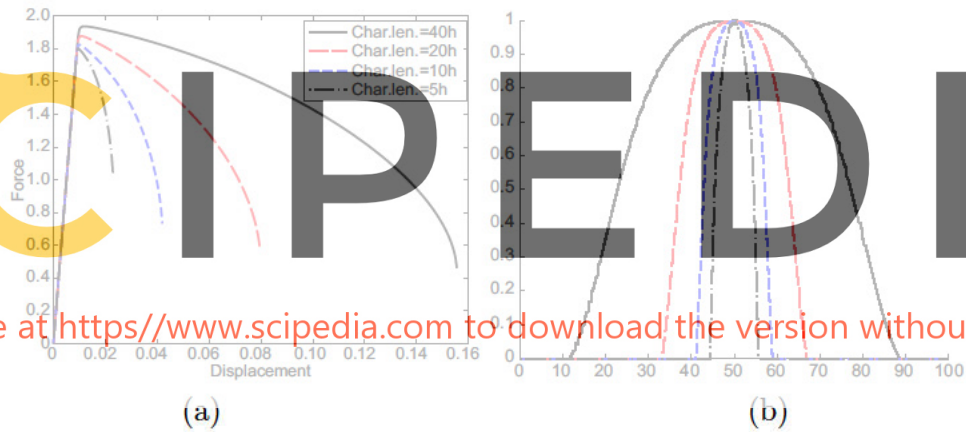 2.0
1.8
1.6
1.4
1.2
1.0
0.8
0.6
0.4
0.2
0
Force
0 0.02 0.04 0.06 0.08 0.10 0.12 0.14 0.16
Displacement
Char.len.=40h
Char.len.=20h
Char.len.=10h
Char.len.=5h
(a)
1
0.9
0.8
0.7
0.6
0.5
0.4
0.3
0.2
0.1
0
0 10 20 30 40 50 60 70 80 90 100
(b)
CIPEDI
e at https//www.scipedia.com to download the version withou